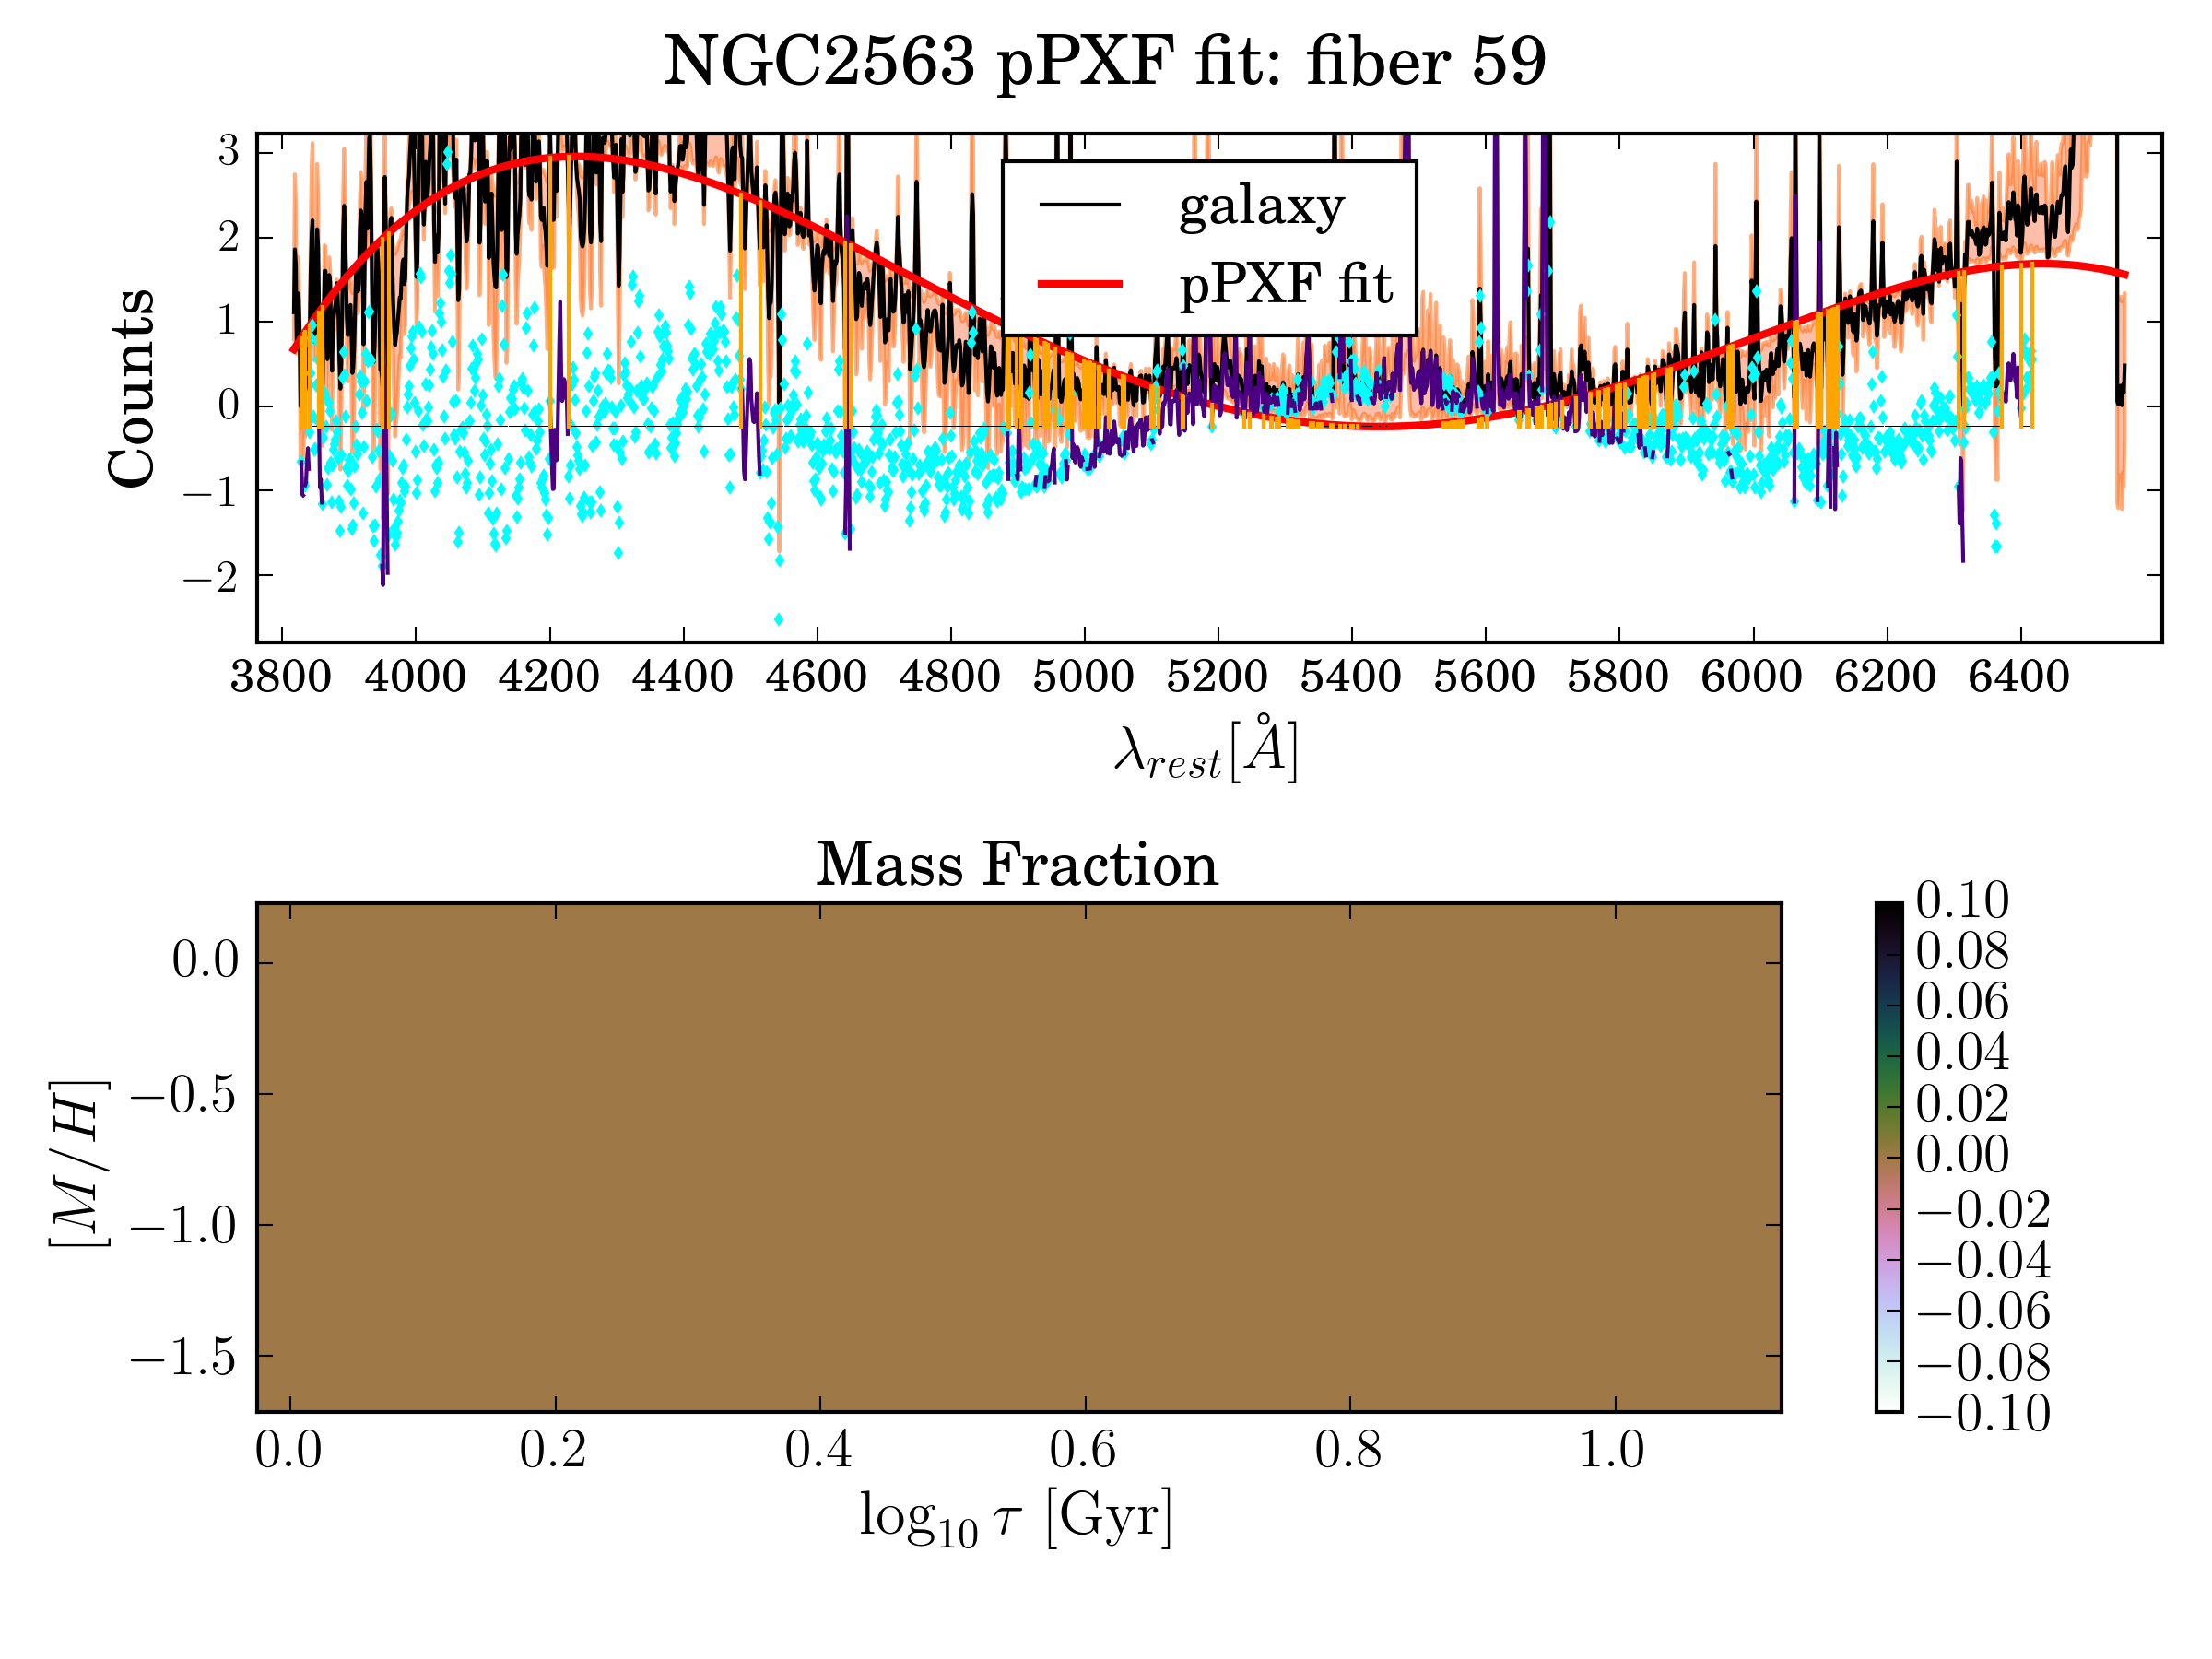 NGC2563 pPXF fit: fiber 59
3
2
1
0
−1
−2
Counts
galaxy
pPXF fit
3800 4000 4200 4400 4600 4800 5000 5200 5400 5600 5800 6000 6200 6400
λrest[Å]
Mass Fraction
0.0
−0.5
−1.0
−1.5
[M/H]
0.0 0.2 0.4 0.6 0.8 1.0
log10 τ [Gyr]
0.10
0.08
0.06
0.04
0.02
0.00
−0.02
−0.04
−0.06
−0.08
−0.10